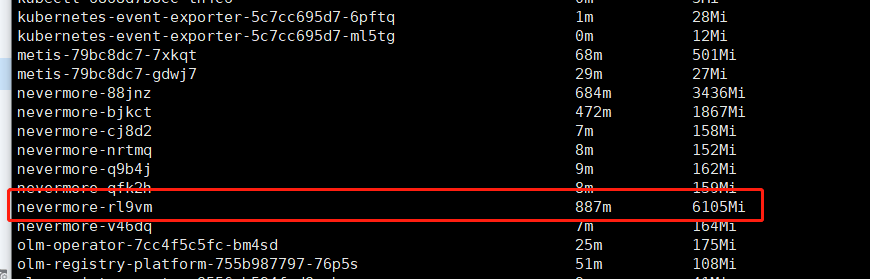 kubernetes-event-exporter-5c7cc695d7-6pftq 1m 28Mi
kubernetes-event-exporter-5c7cc695d7-ml5tg 0m 12Mi
metis-79bc8dc7-7xkqt 68m 501Mi
metis-79bc8dc7-gdwj7 29m 27Mi
nevermore-88jnz 684m 3436Mi
nevermore-bjkct 472m 1867Mi
nevermore-cj8d2 7m 158Mi
nevermore-nrtmq 8m 152Mi
nevermore-q9b4j 9m 162Mi
nevermore-qfk2h 8m 159Mi
nevermore-rl9vm 887m 6105Mi
nevermore-v46dq 7m 164Mi
olm-operator-7cc4f5c5fc-bm4sd 25m 175Mi
olm-registry-platform-755b987797-76p5s 51m 108Mi